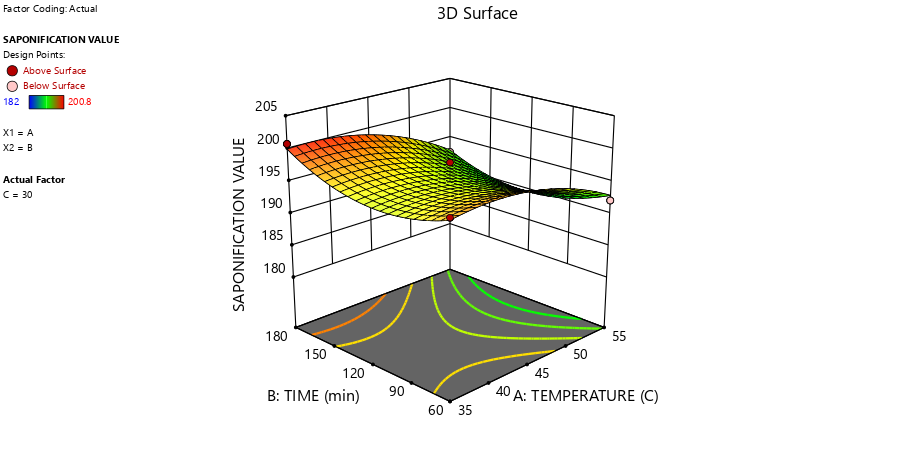 Factor Coding: Actual
3D Surface
SAPONIFICATION VALUE
Design Points:
Above Surface
Below Surface
182 200.8
X1 = A
X2 = B
Actual Factor
C = 30
SAPONIFICATION VALUE
205
200
195
190
185
180
180
150
120
90
60
35
40
45
50
55
B: TIME (min)
A: TEMPERATURE (C)